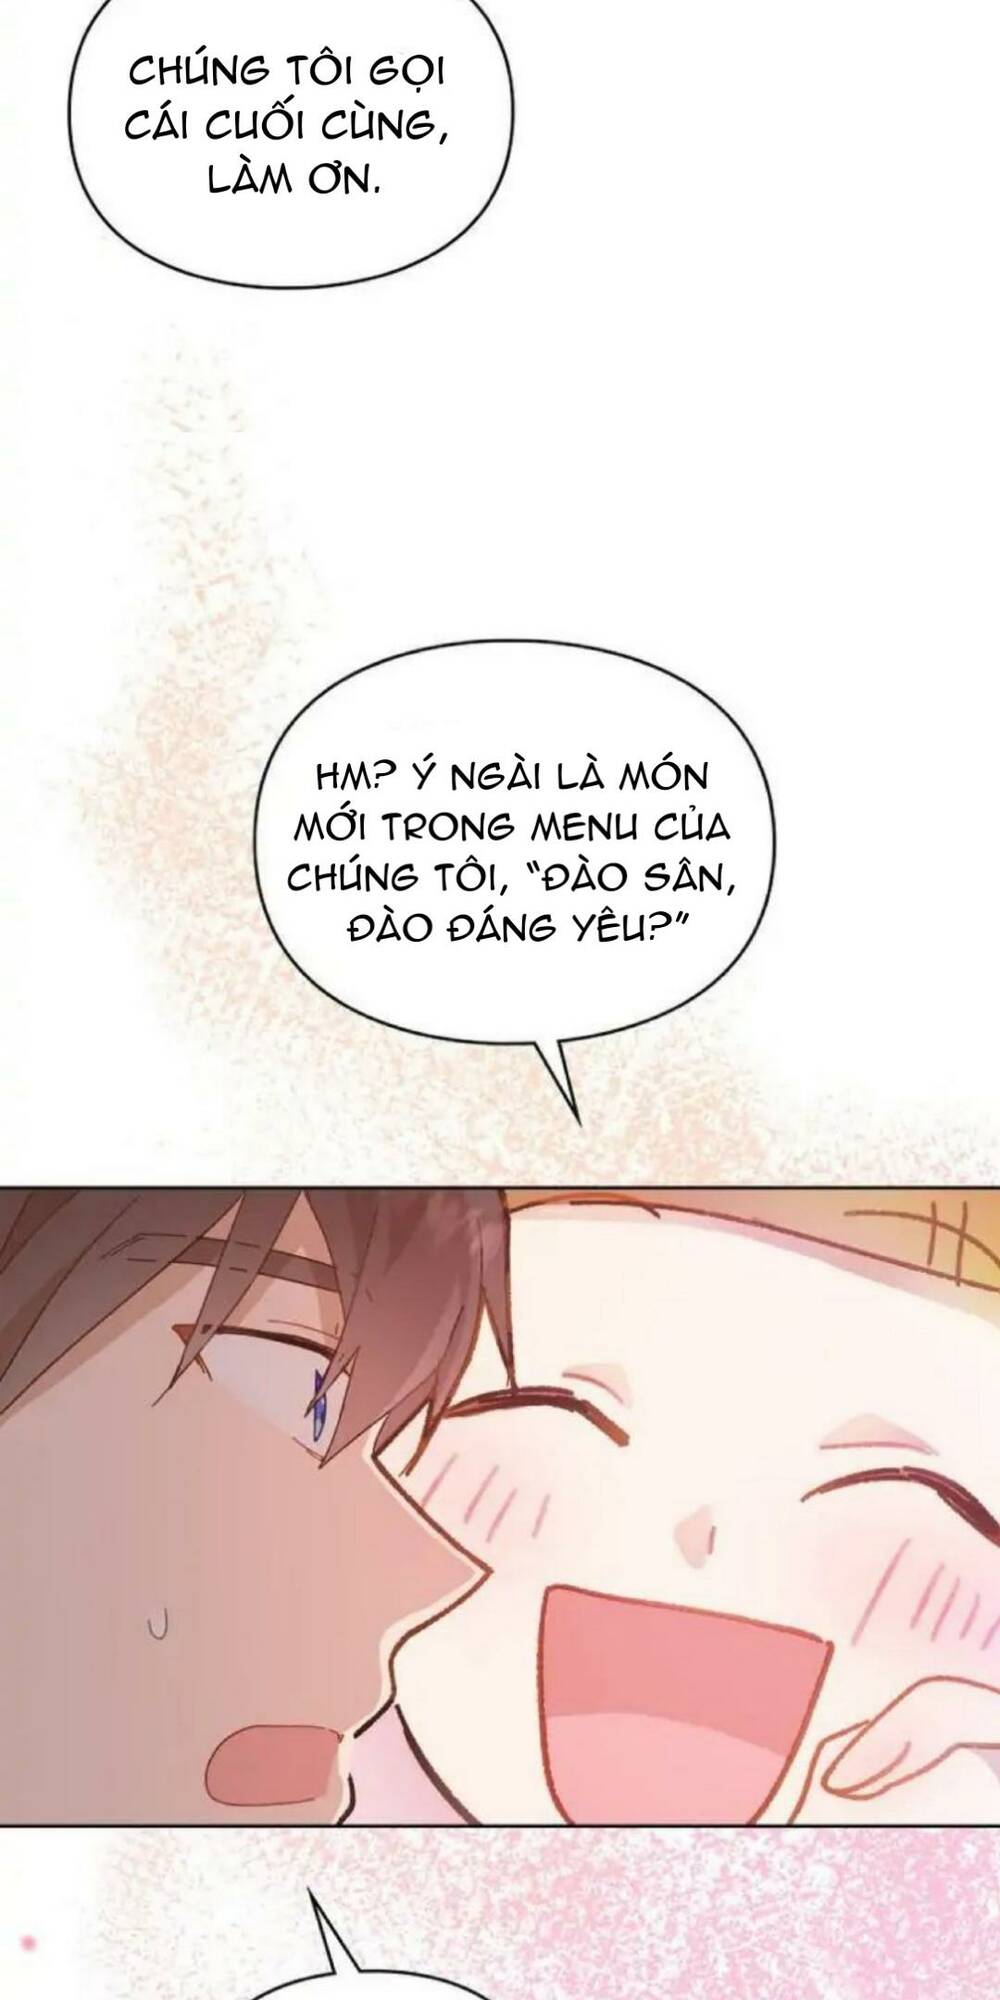 CHÚNG TÔI GỌI
CÁI CUỐI CÙNG,
LÀM ƠN.
HM? Ý NGÀI LÀ MÓN
MỚI TRONG MENU CỦA
CHÚNG TÔI, “ĐÀO SÂN,
ĐÀO ĐÁNG YÊU?”